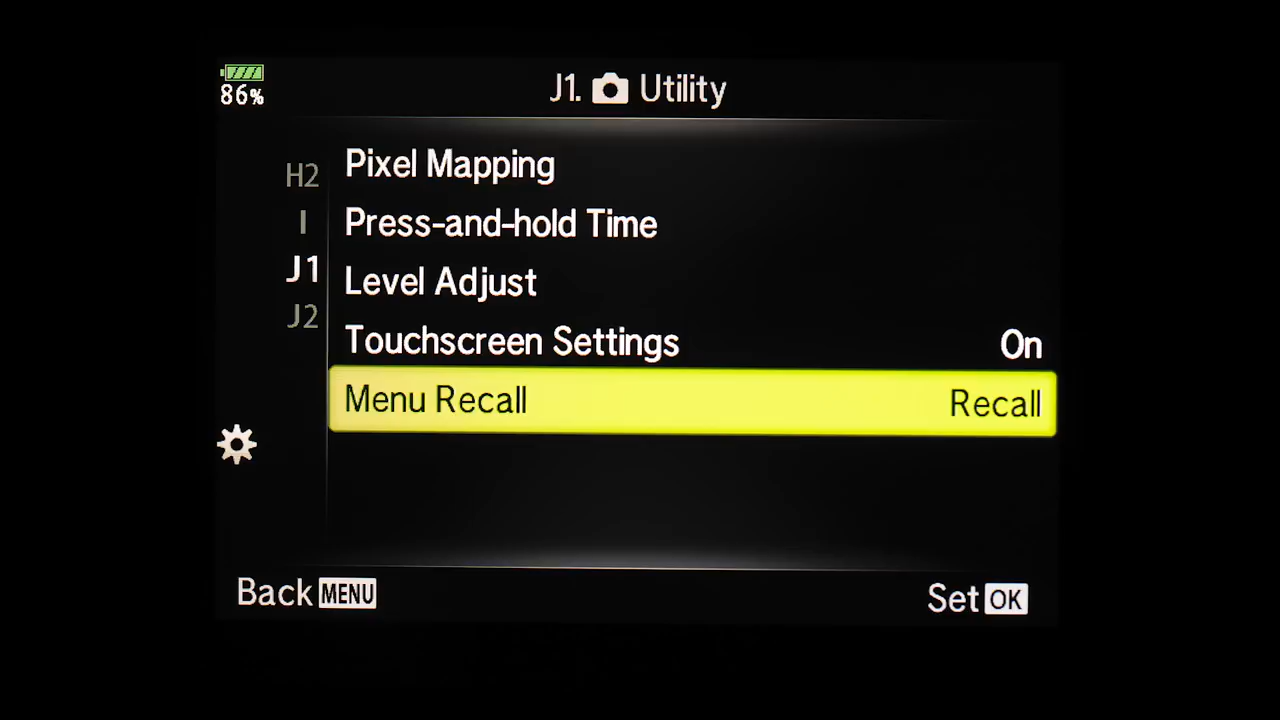 86%
J1. Utility
H2
I
J1
J2
Pixel Mapping
Press-and-hold Time
Level Adjust
Touchscreen Settings On
Menu Recall Recall
Back MENU
Set OK